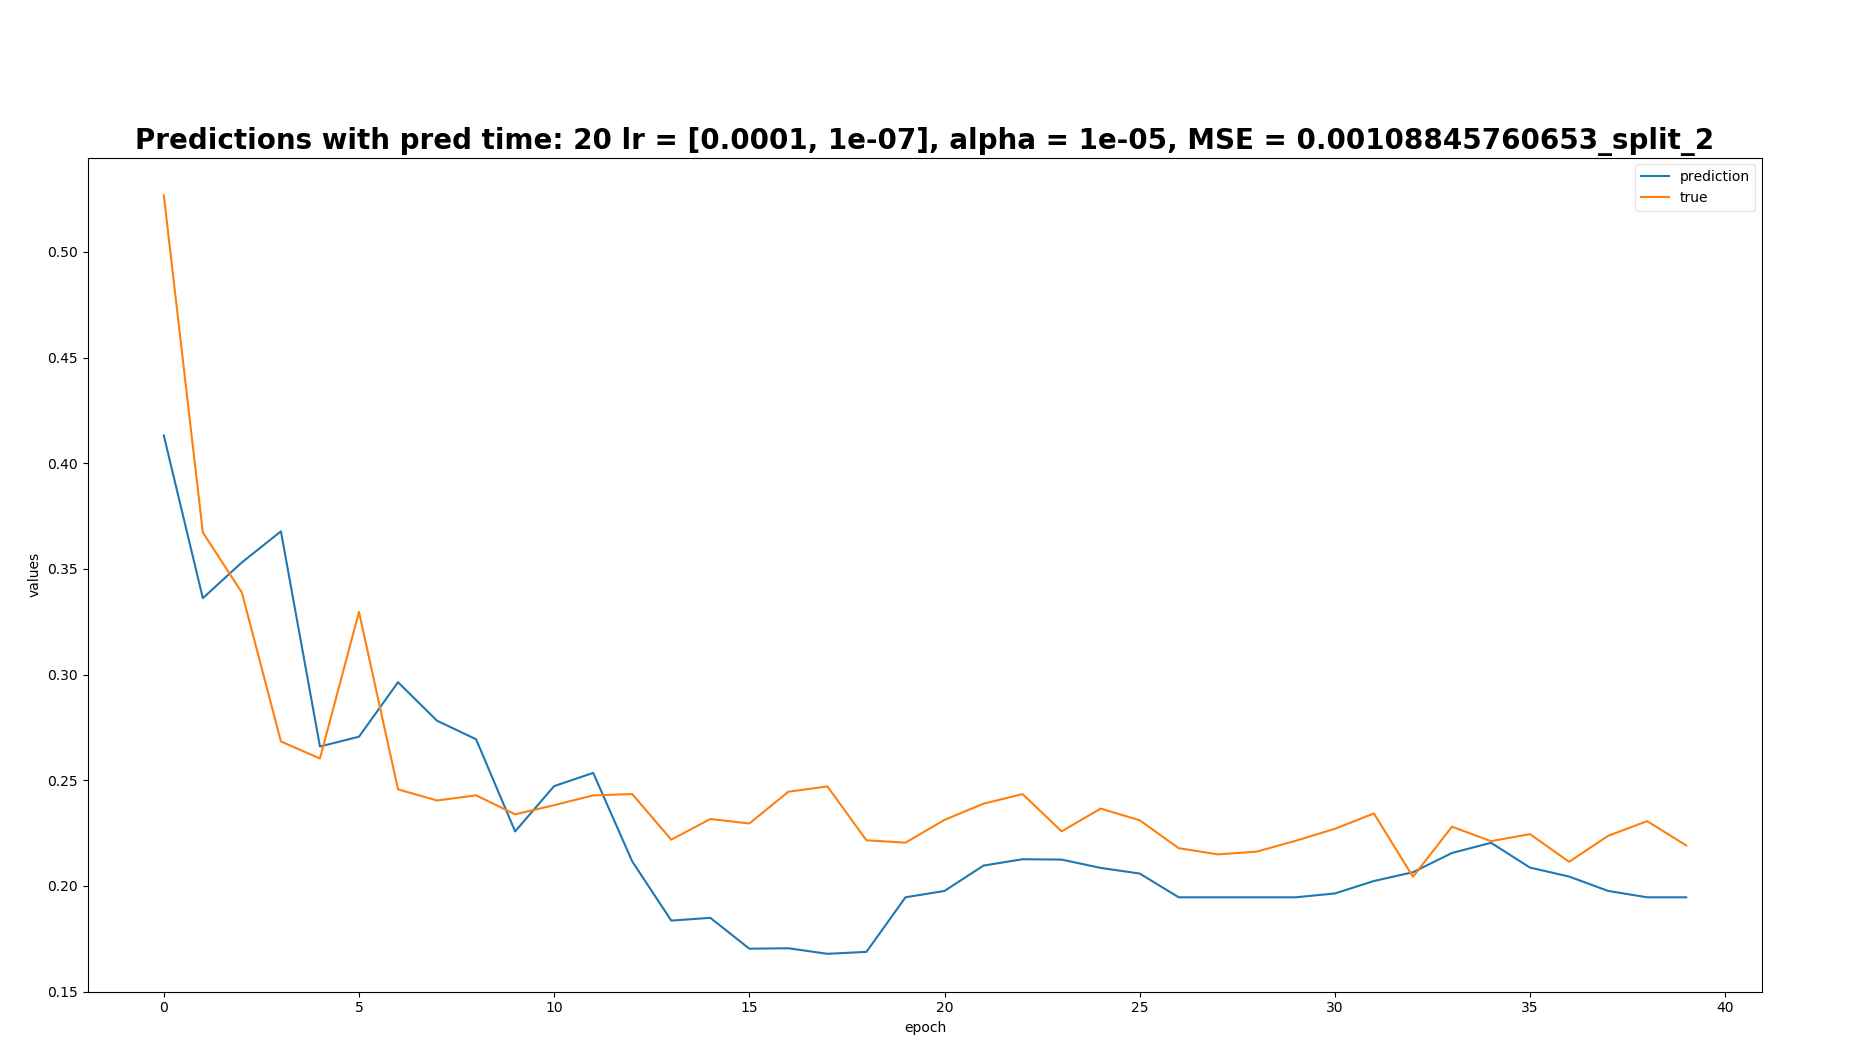 Predictions with pred time: 20 lr = [0.0001, 1e-07], alpha = 1e-05, MSE = 0.00108845760653_split_2
prediction
true
0.50
0.45
0.40
0.35
0.30
0.25
0.20
0.15
values
0 5 10 15 20 25 30 35 40
epoch